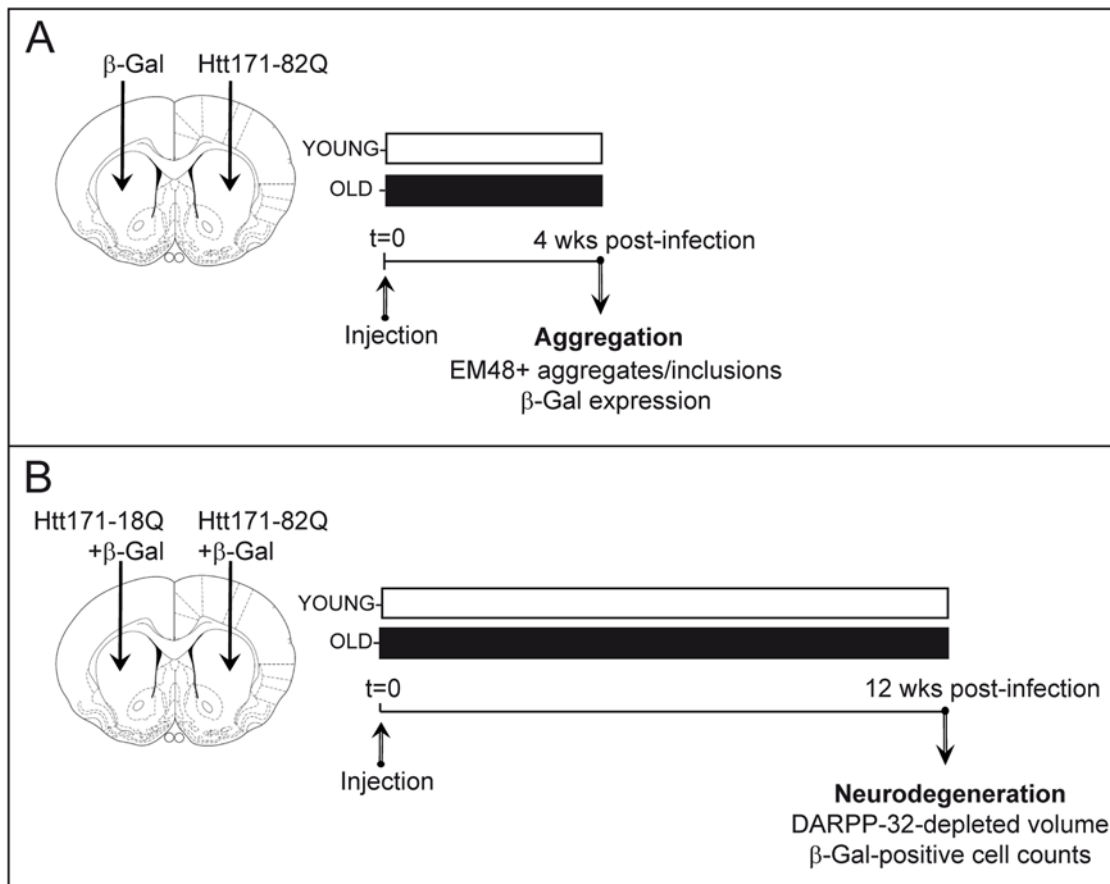 A
β-Gal Htt171-82Q
YOUNG
OLD
t=0 4 wks post-infection
Injection
Aggregation
EM48+ aggregates/inclusions
β-Gal expression
B
Htt171-18Q Htt171-82Q
+β-Gal +β-Gal
YOUNG
OLD
t=0 12 wks post-infection
Injection
Neurodegeneration
DARPP-32-depleted volume
β-Gal-positive cell counts